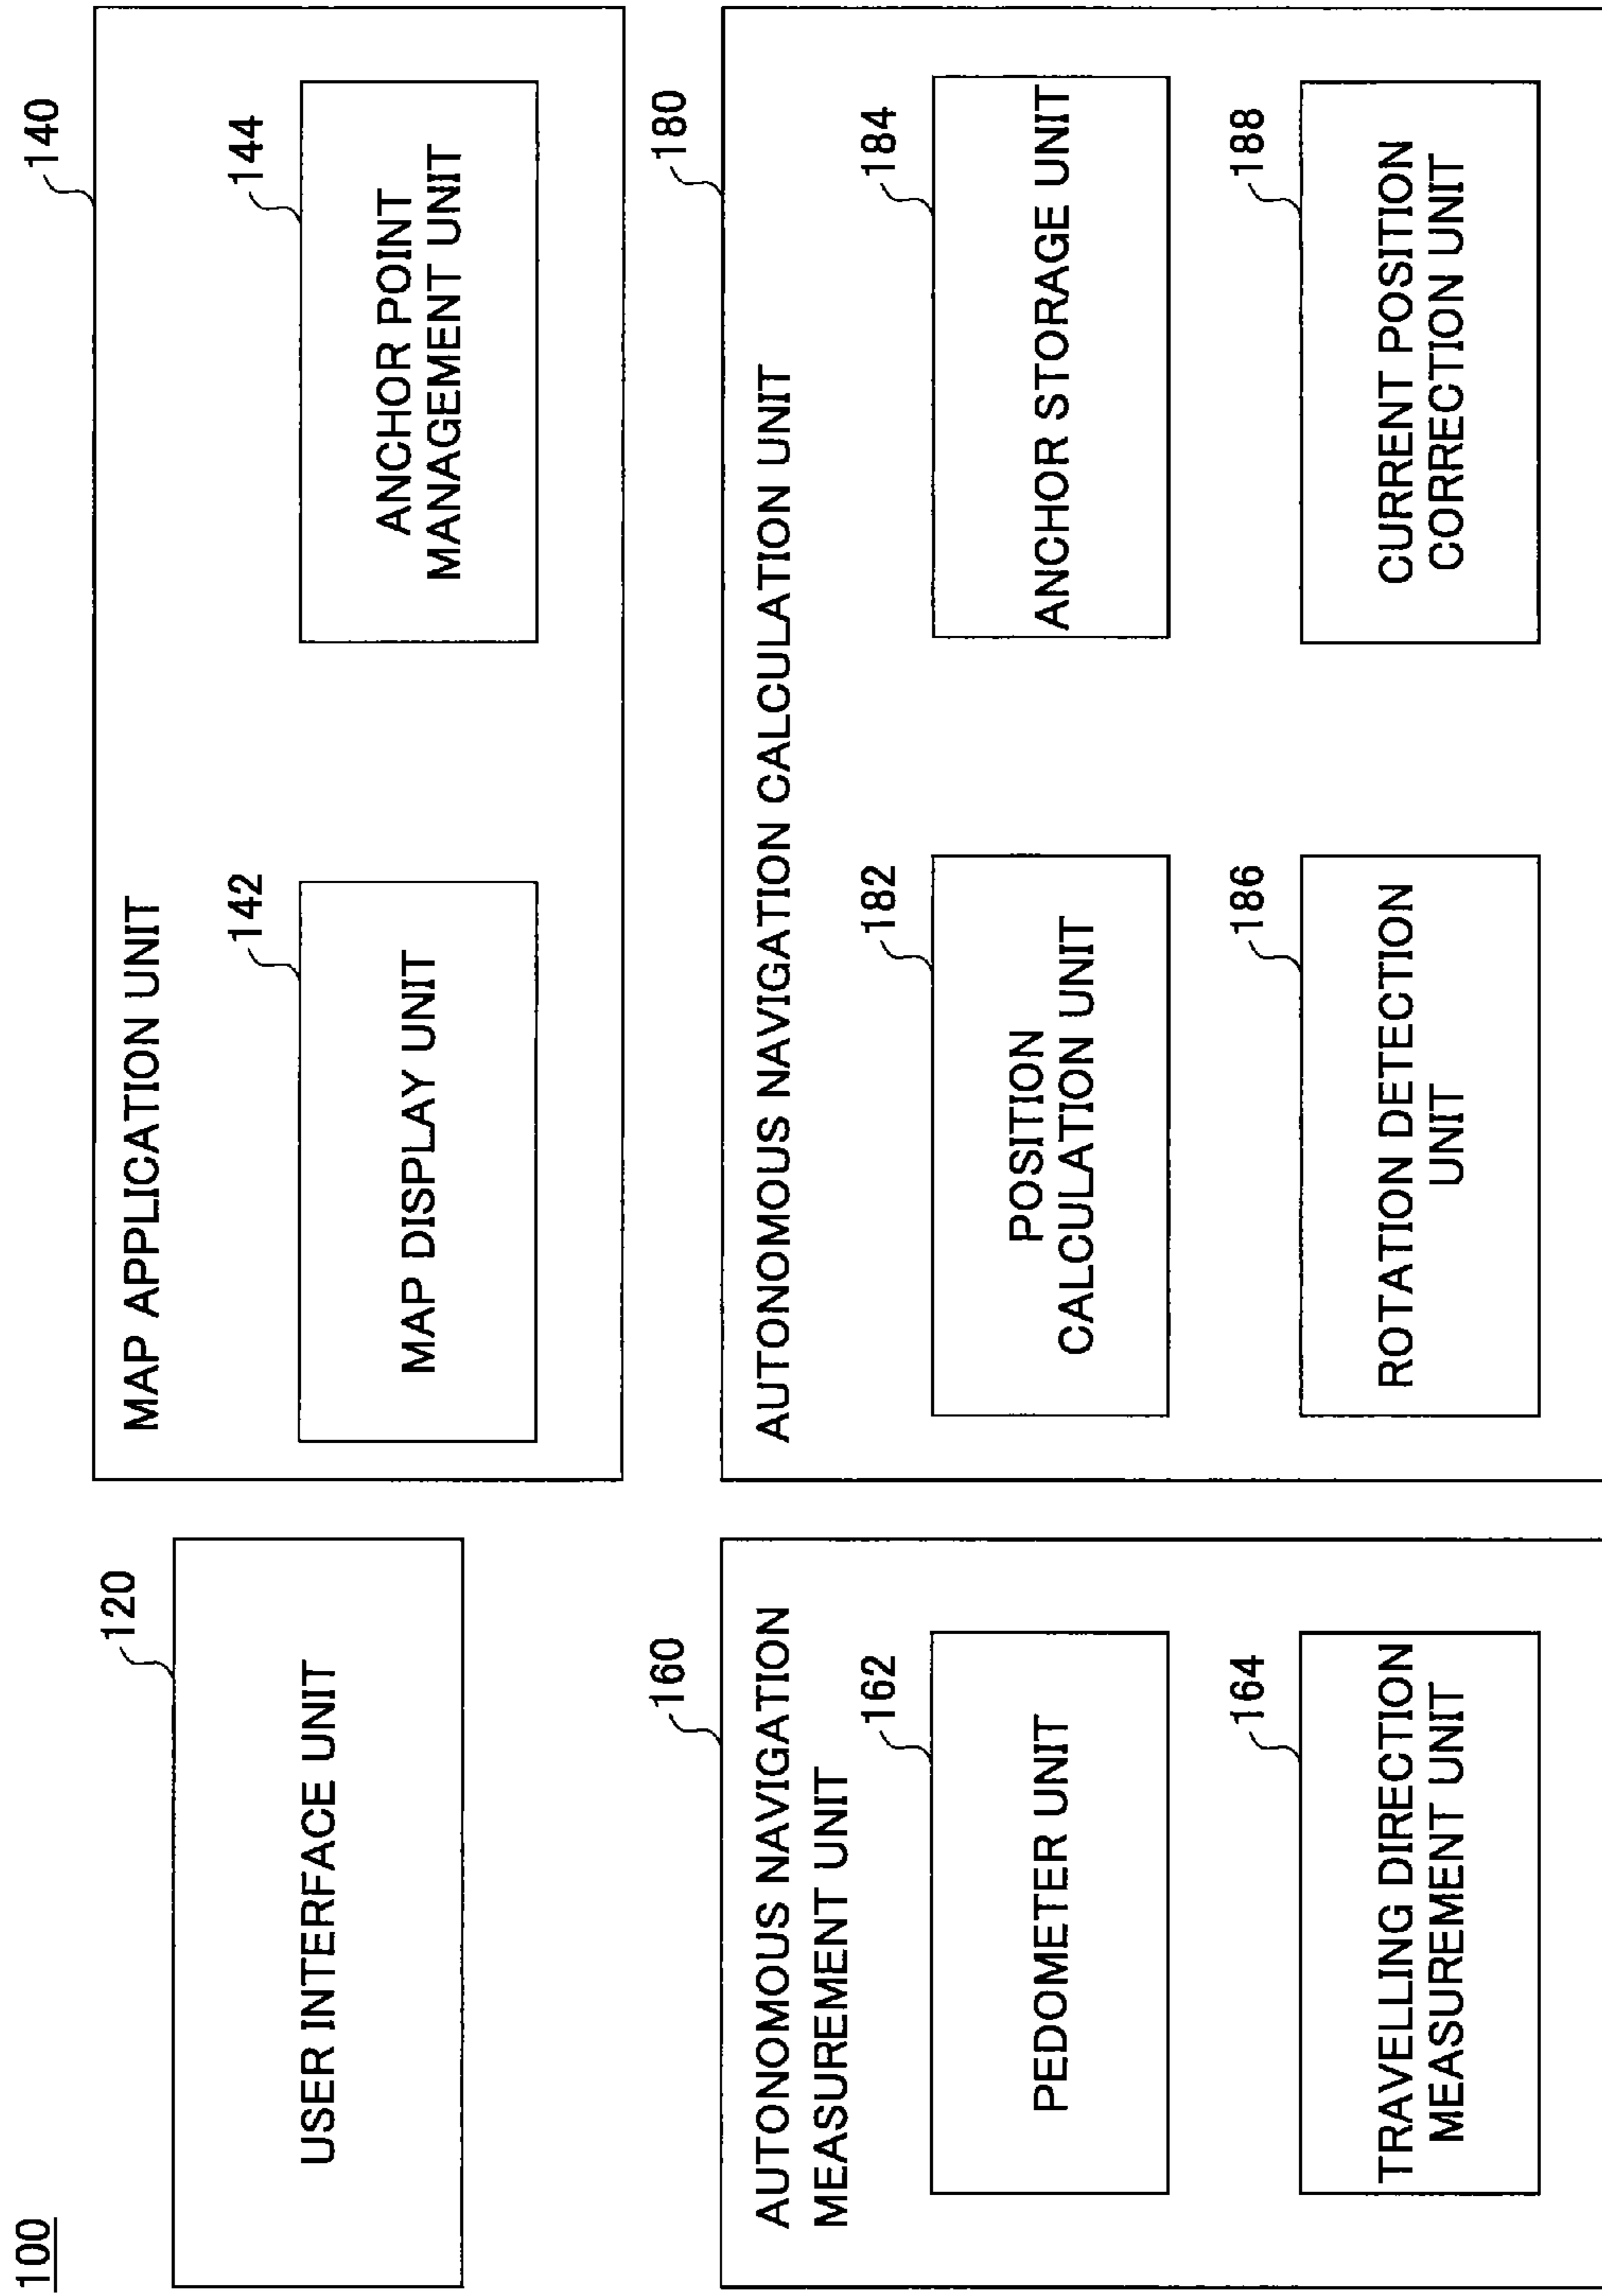 100
120
USER INTERFACE UNIT
140
MAP APPLICATION UNIT
142
MAP DISPLAY UNIT
144
ANCHOR POINT
MANAGEMENT UNIT
160
AUTONOMOUS NAVIGATION
MEASUREMENT UNIT
162
PEDOMETER UNIT
164
TRAVELLING DIRECTION
MEASUREMENT UNIT
180
AUTONOMOUS NAVIGATION CALCULATION UNIT
182
POSITION
CALCULATION UNIT
184
ANCHOR STORAGE UNIT
186
ROTATION DETECTION
UNIT
188
CURRENT POSITION
CORRECTION UNIT